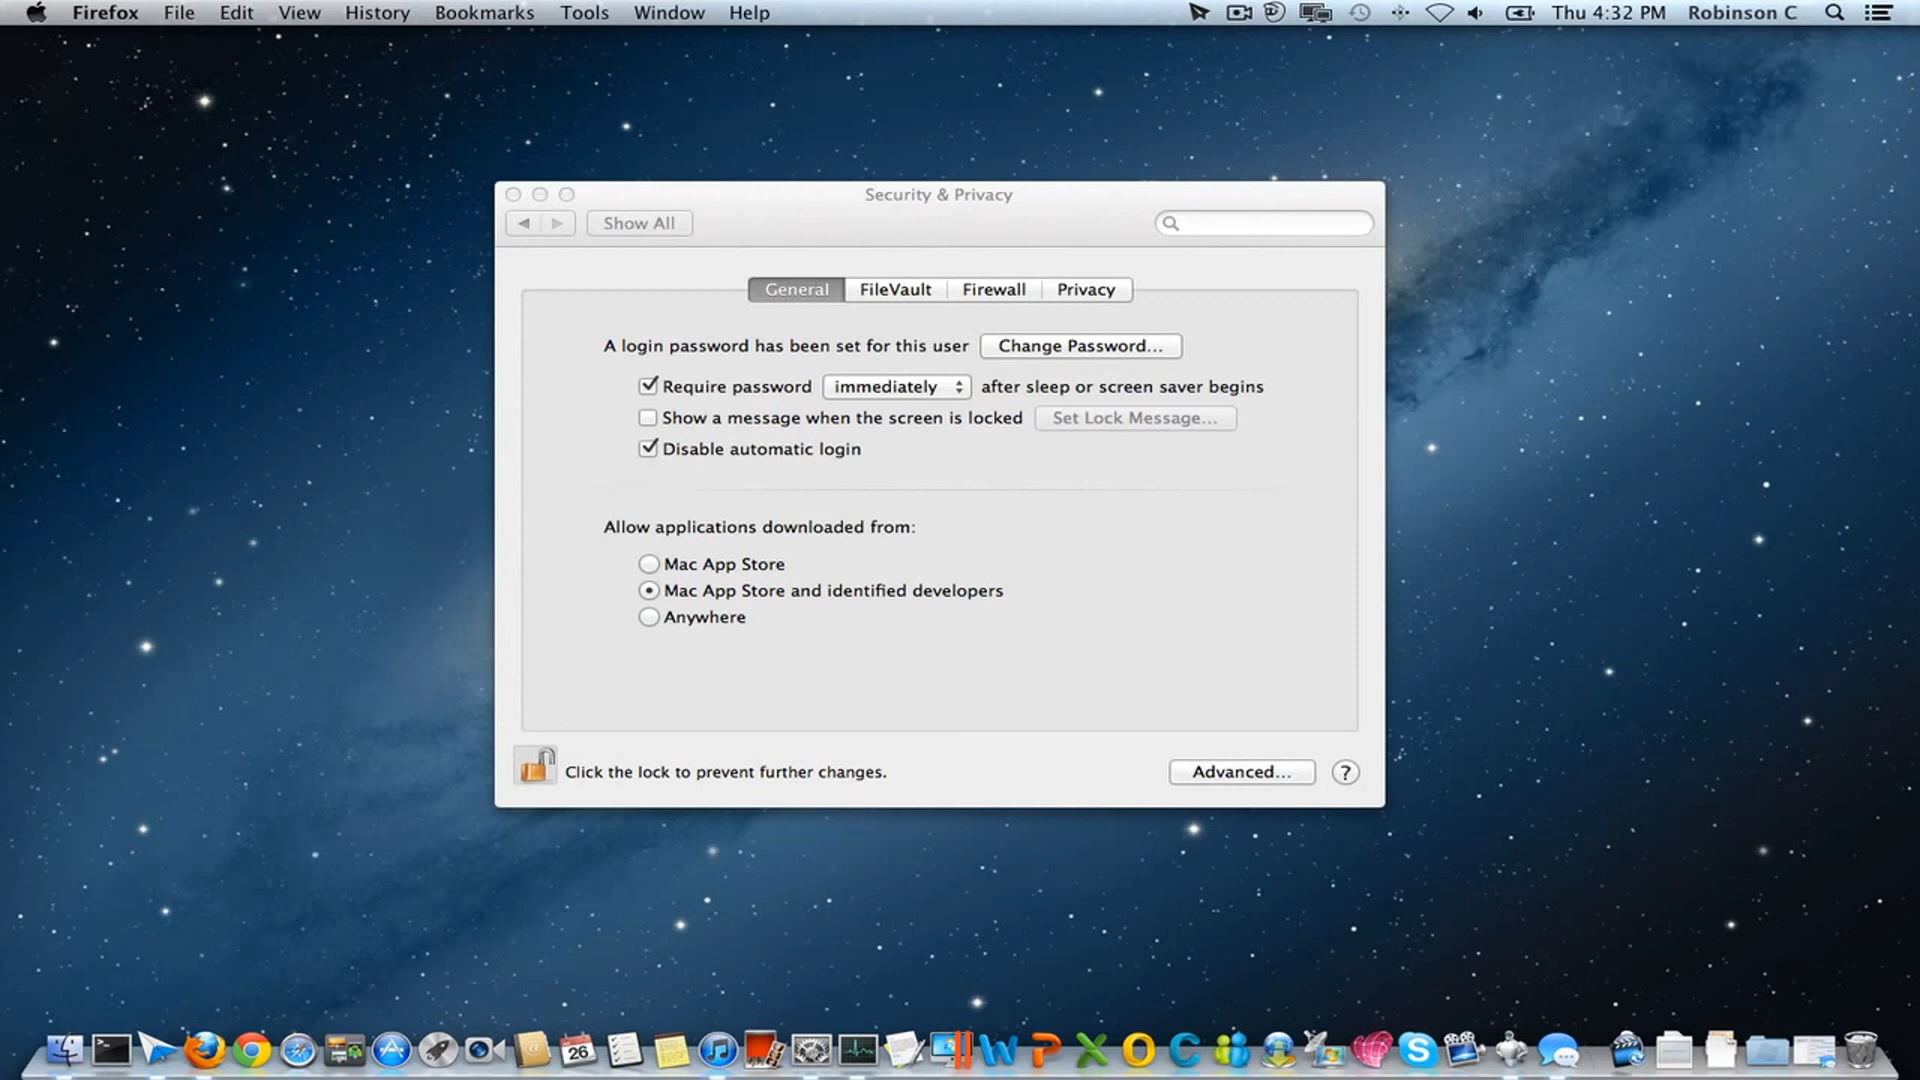 Firefox File Edit View History Bookmarks Tools Window Help Thu 4:32 PM Robinson C
Security & Privacy
Show All
General FileVault Firewall Privacy
A login password has been set for this user Change Password...
Require password immediately after sleep or screen saver begins
Show a message when the screen is locked Set Lock Message...
Disable automatic login
Allow applications downloaded from:
Mac App Store
Mac App Store and identified developers
Anywhere
Click the lock to prevent further changes. Advanced... ?
26